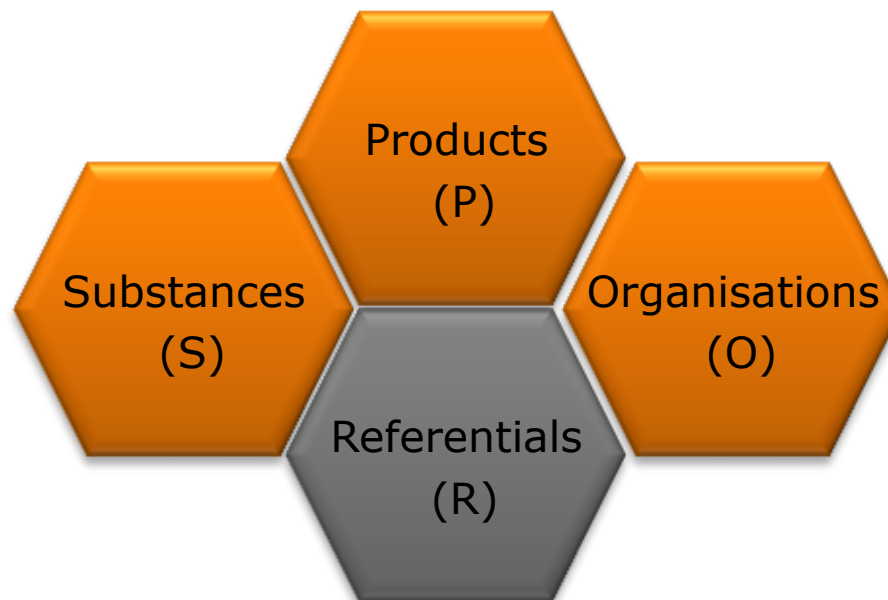 Products
(P)
Substances
(S)
Organisations
(O)
Referentials
(R)